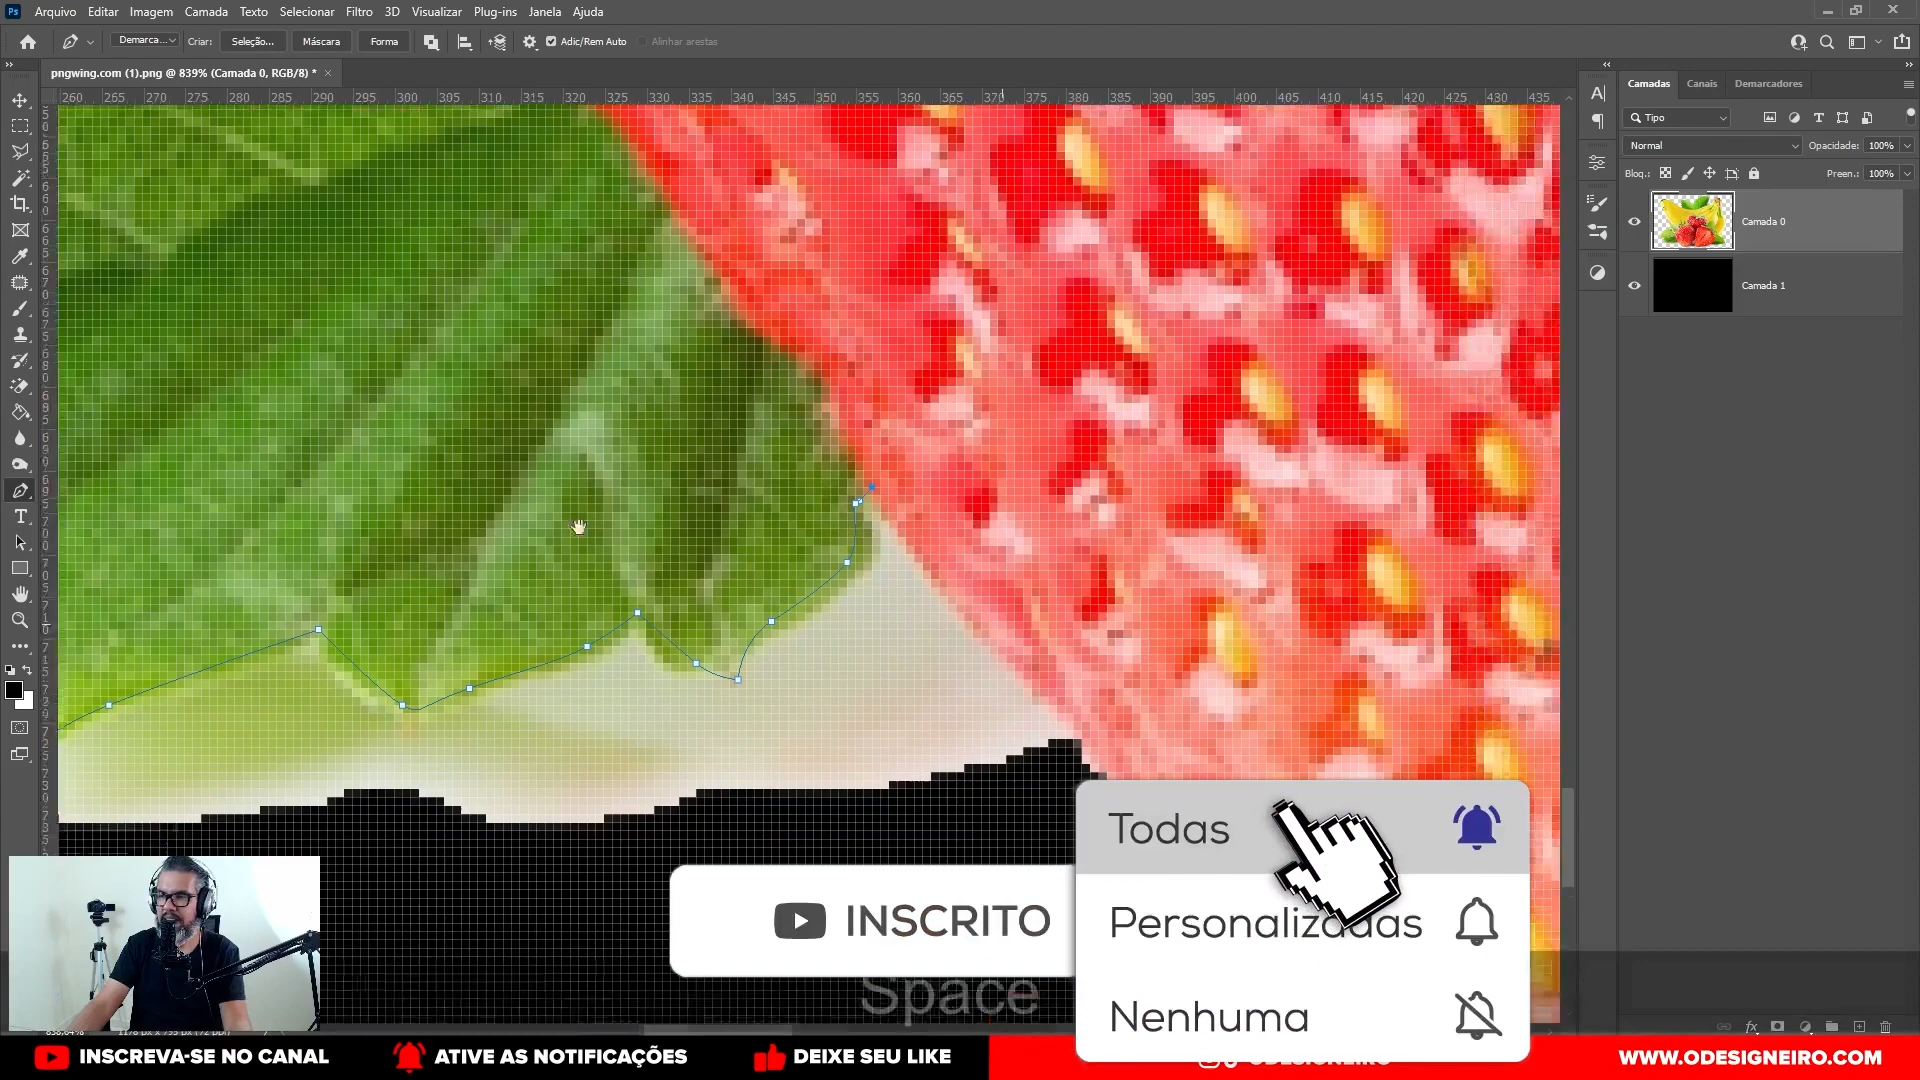 Ps Arquivo Editar Imagem Camada Texto Selecionar Filtro 3D Visualizar Plug-ins Janela Ajuda
Demarca... Criar: Seleção... Máscara Forma Adic/Rem Auto Alinhar arestas
pngwing.com (1).png @ 839% (Camada 0, RGB/8) * ×
260 265 270 275 280 285 290 295 300 305 310 315 320 325 330 335 340 345 350 355 360 365 370 375 380 385 390 395 400 405 410 415 420 425 430 435
Camadas Canais Demarcadores
Tipo
Normal Opacidade: 100%
Bloq.: Preen.: 100%
Camada 0
Camada 1
Todas
Personalizadas
Nenhuma
INSCRITO
Space
INSCREVA-SE NO CANAL
ATIVE AS NOTIFICAÇÕES
DEIXE SEU LIKE
WWW.ODESIGNEIRO.COM